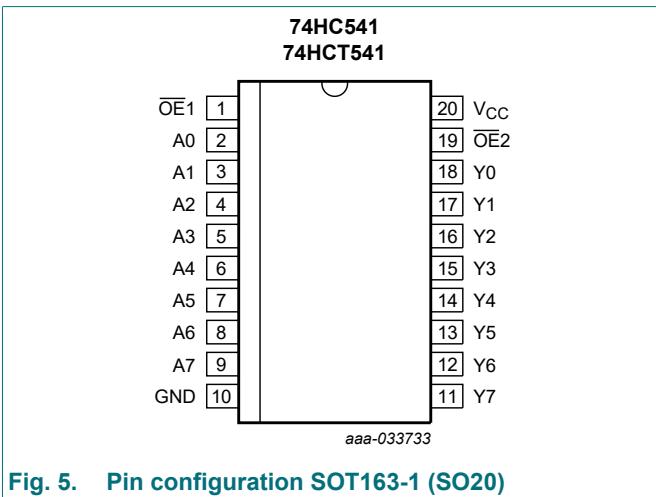 74HC541
74HCT541
O̅E̅1 1 20 VCC
A0 2 19 O̅E̅2
A1 3 18 Y0
A2 4 17 Y1
A3 5 16 Y2
A4 6 15 Y3
A5 7 14 Y4
A6 8 13 Y5
A7 9 12 Y6
GND 10 11 Y7
aaa-033733
Fig. 5. Pin configuration SOT163-1 (SO20)